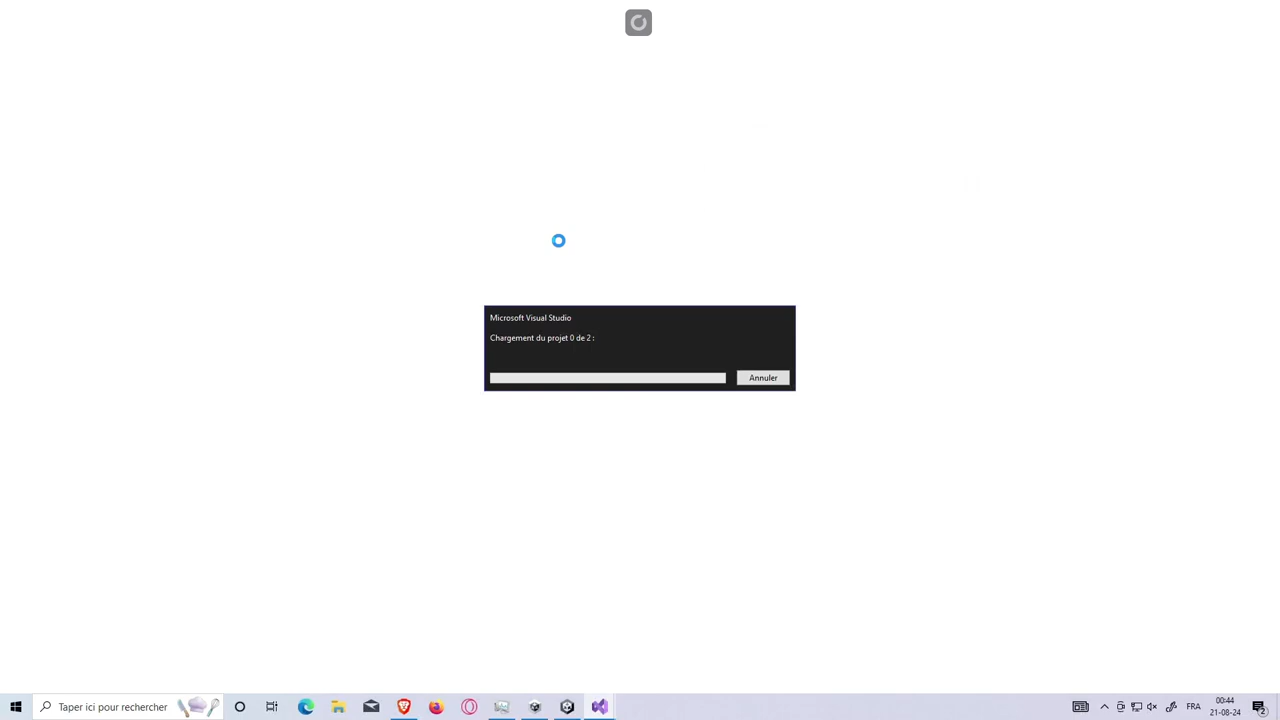 Microsoft Visual Studio
Chargement du projet 0 de 2 :
Annuler
Taper ici pour rechercher
FRA
00:44
21-08-24
2